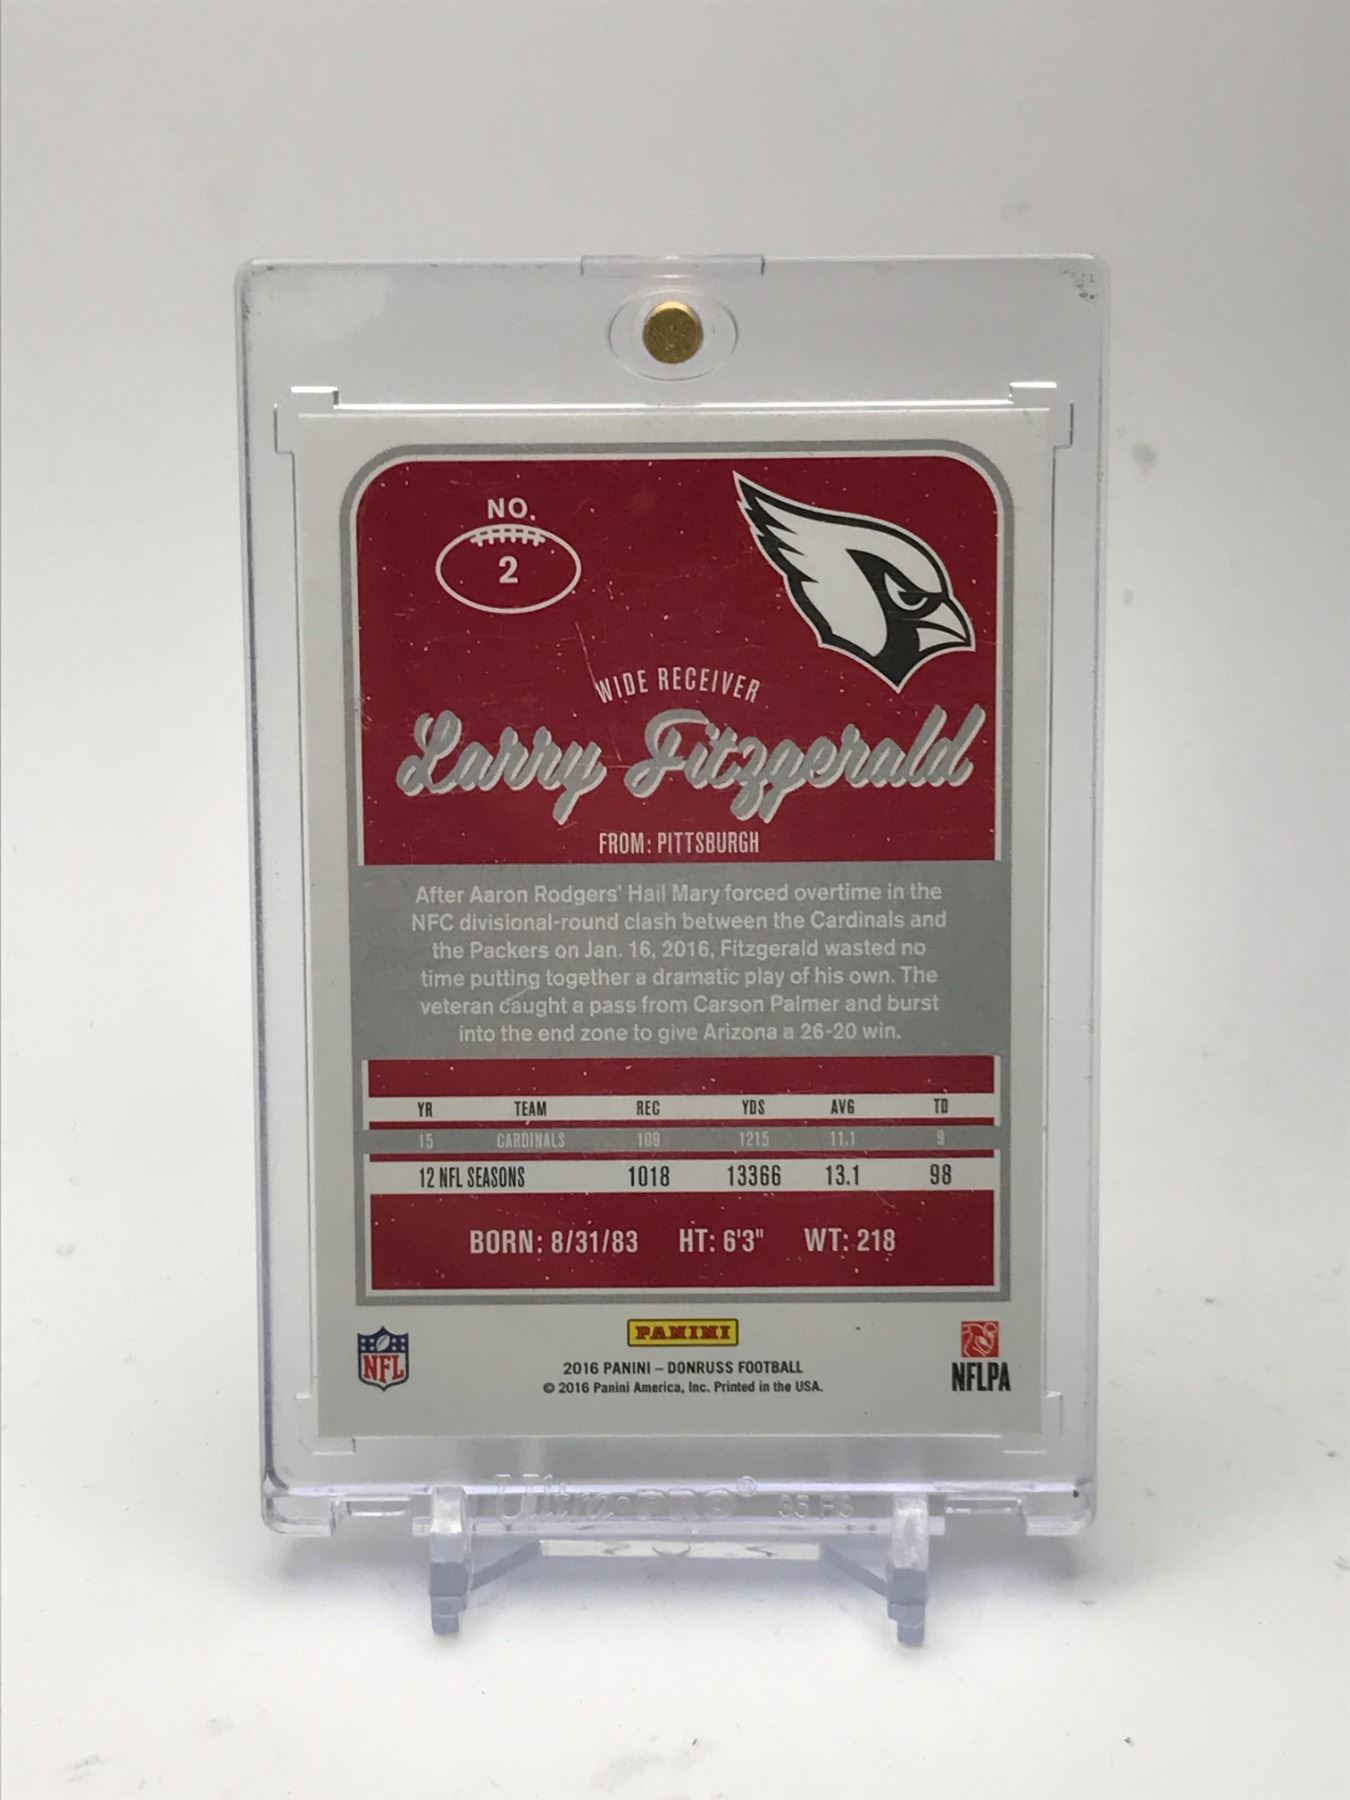 NO.
2
WIDE RECEIVER
Larry Fitzgerald
FROM: PITTSBURGH
After Aaron Rodgers' Hail Mary forced overtime in the
NFC divisional-round clash between the Cardinals and
the Packers on Jan. 16, 2016, Fitzgerald wasted no
time putting together a dramatic play of his own. The
veteran caught a pass from Carson Palmer and burst
into the end zone to give Arizona a 26-20 win.
YR TEAM REC YDS AVG TD
15 CARDINALS 109 1215 11.1 9
12 NFL SEASONS 1018 13366 13.1 98
BORN: 8/31/83 HT: 6'3" WT: 218
PANINI
NFL
2016 PANINI – DONRUSS FOOTBALL
© 2016 Panini America, Inc. Printed in the USA.
NFLPA
Ultra PRO®